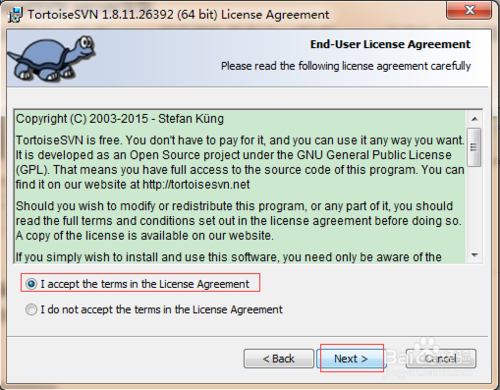 TortoiseSVN 1.8.11.26392 (64 bit) License Agreement
End-User License Agreement
Please read the following license agreement carefully
Copyright (C) 2003-2015 - Stefan Küng
TortoiseSVN is free. You don't have to pay for it, and you can use it any way you want.
It is developed as an Open Source project under the GNU General Public License
(GPL). That means you have full access to the source code of this program. You can
find it on our website at http://tortoisesvn.net
Should you wish to modify or redistribute this program, or any part of it, you should
read the full terms and conditions set out in the license agreement before doing so.
A copy of the license is available on our website.
If you simply wish to install and use this software, you need only be aware of the
I accept the terms in the License Agreement
I do not accept the terms in the License Agreement
< Back
Next >
Cancel